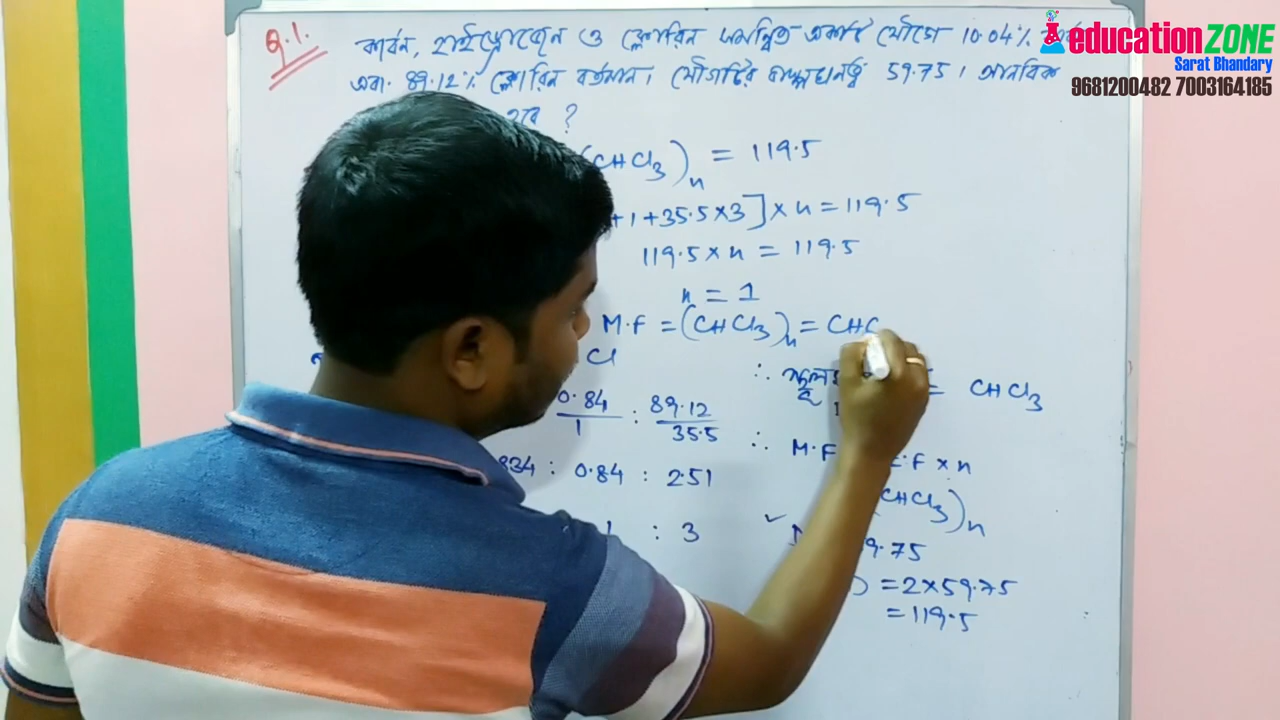 Q.1. কার্বন, হাইড্রোজেন ও ক্লোরিন সমন্বিত একটি যৌগে 10.04%
এবং 89.12% ক্লোরিন বর্তমান। যৌগটির বাষ্পঘনত্ব 59.75। আনবিক
?
educationZONE
Sarat Bhandary
9681200482 7003164185
(CHCl₃)n = 119.5
+1+35.5×3]×n = 119.5
119.5×n = 119.5
n = 1
M.F = (CHCl₃)n = CHC
Cl
0.84/1 : 89.12/35.5
834 : 0.84 : 2.51
: 3
∴ স্থূল = CHCl₃
∴ M.F E.F × n
(CHCl₃)n
✓ D 9.75
) = 2×59.75
= 119.5